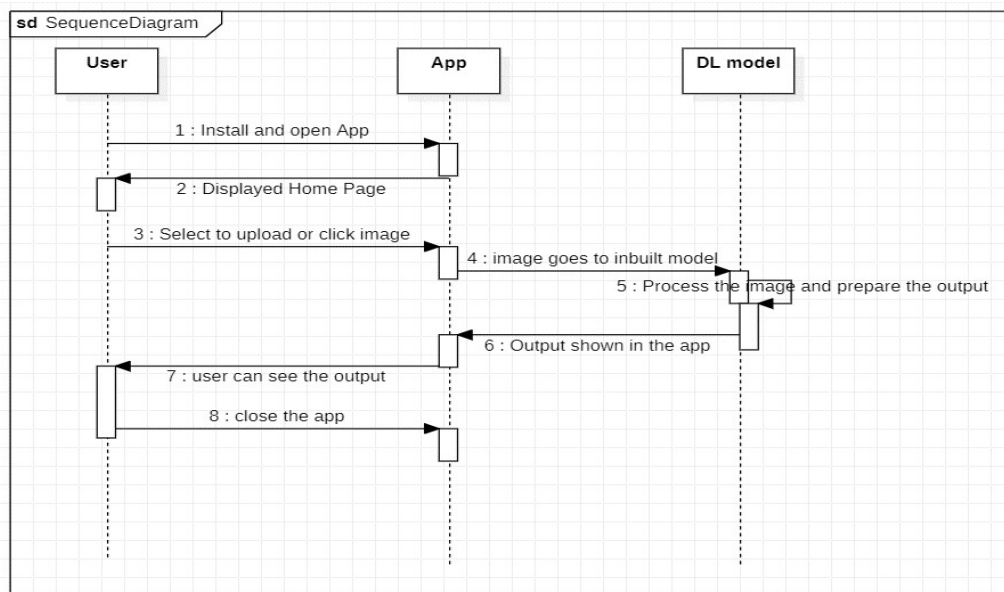 sd SequenceDiagram
User
App
DL model
1 : Install and open App
2 : Displayed Home Page
3 : Select to upload or click image
4 : image goes to inbuilt model
5 : Process the image and prepare the output
6 : Output shown in the app
7 : user can see the output
8 : close the app